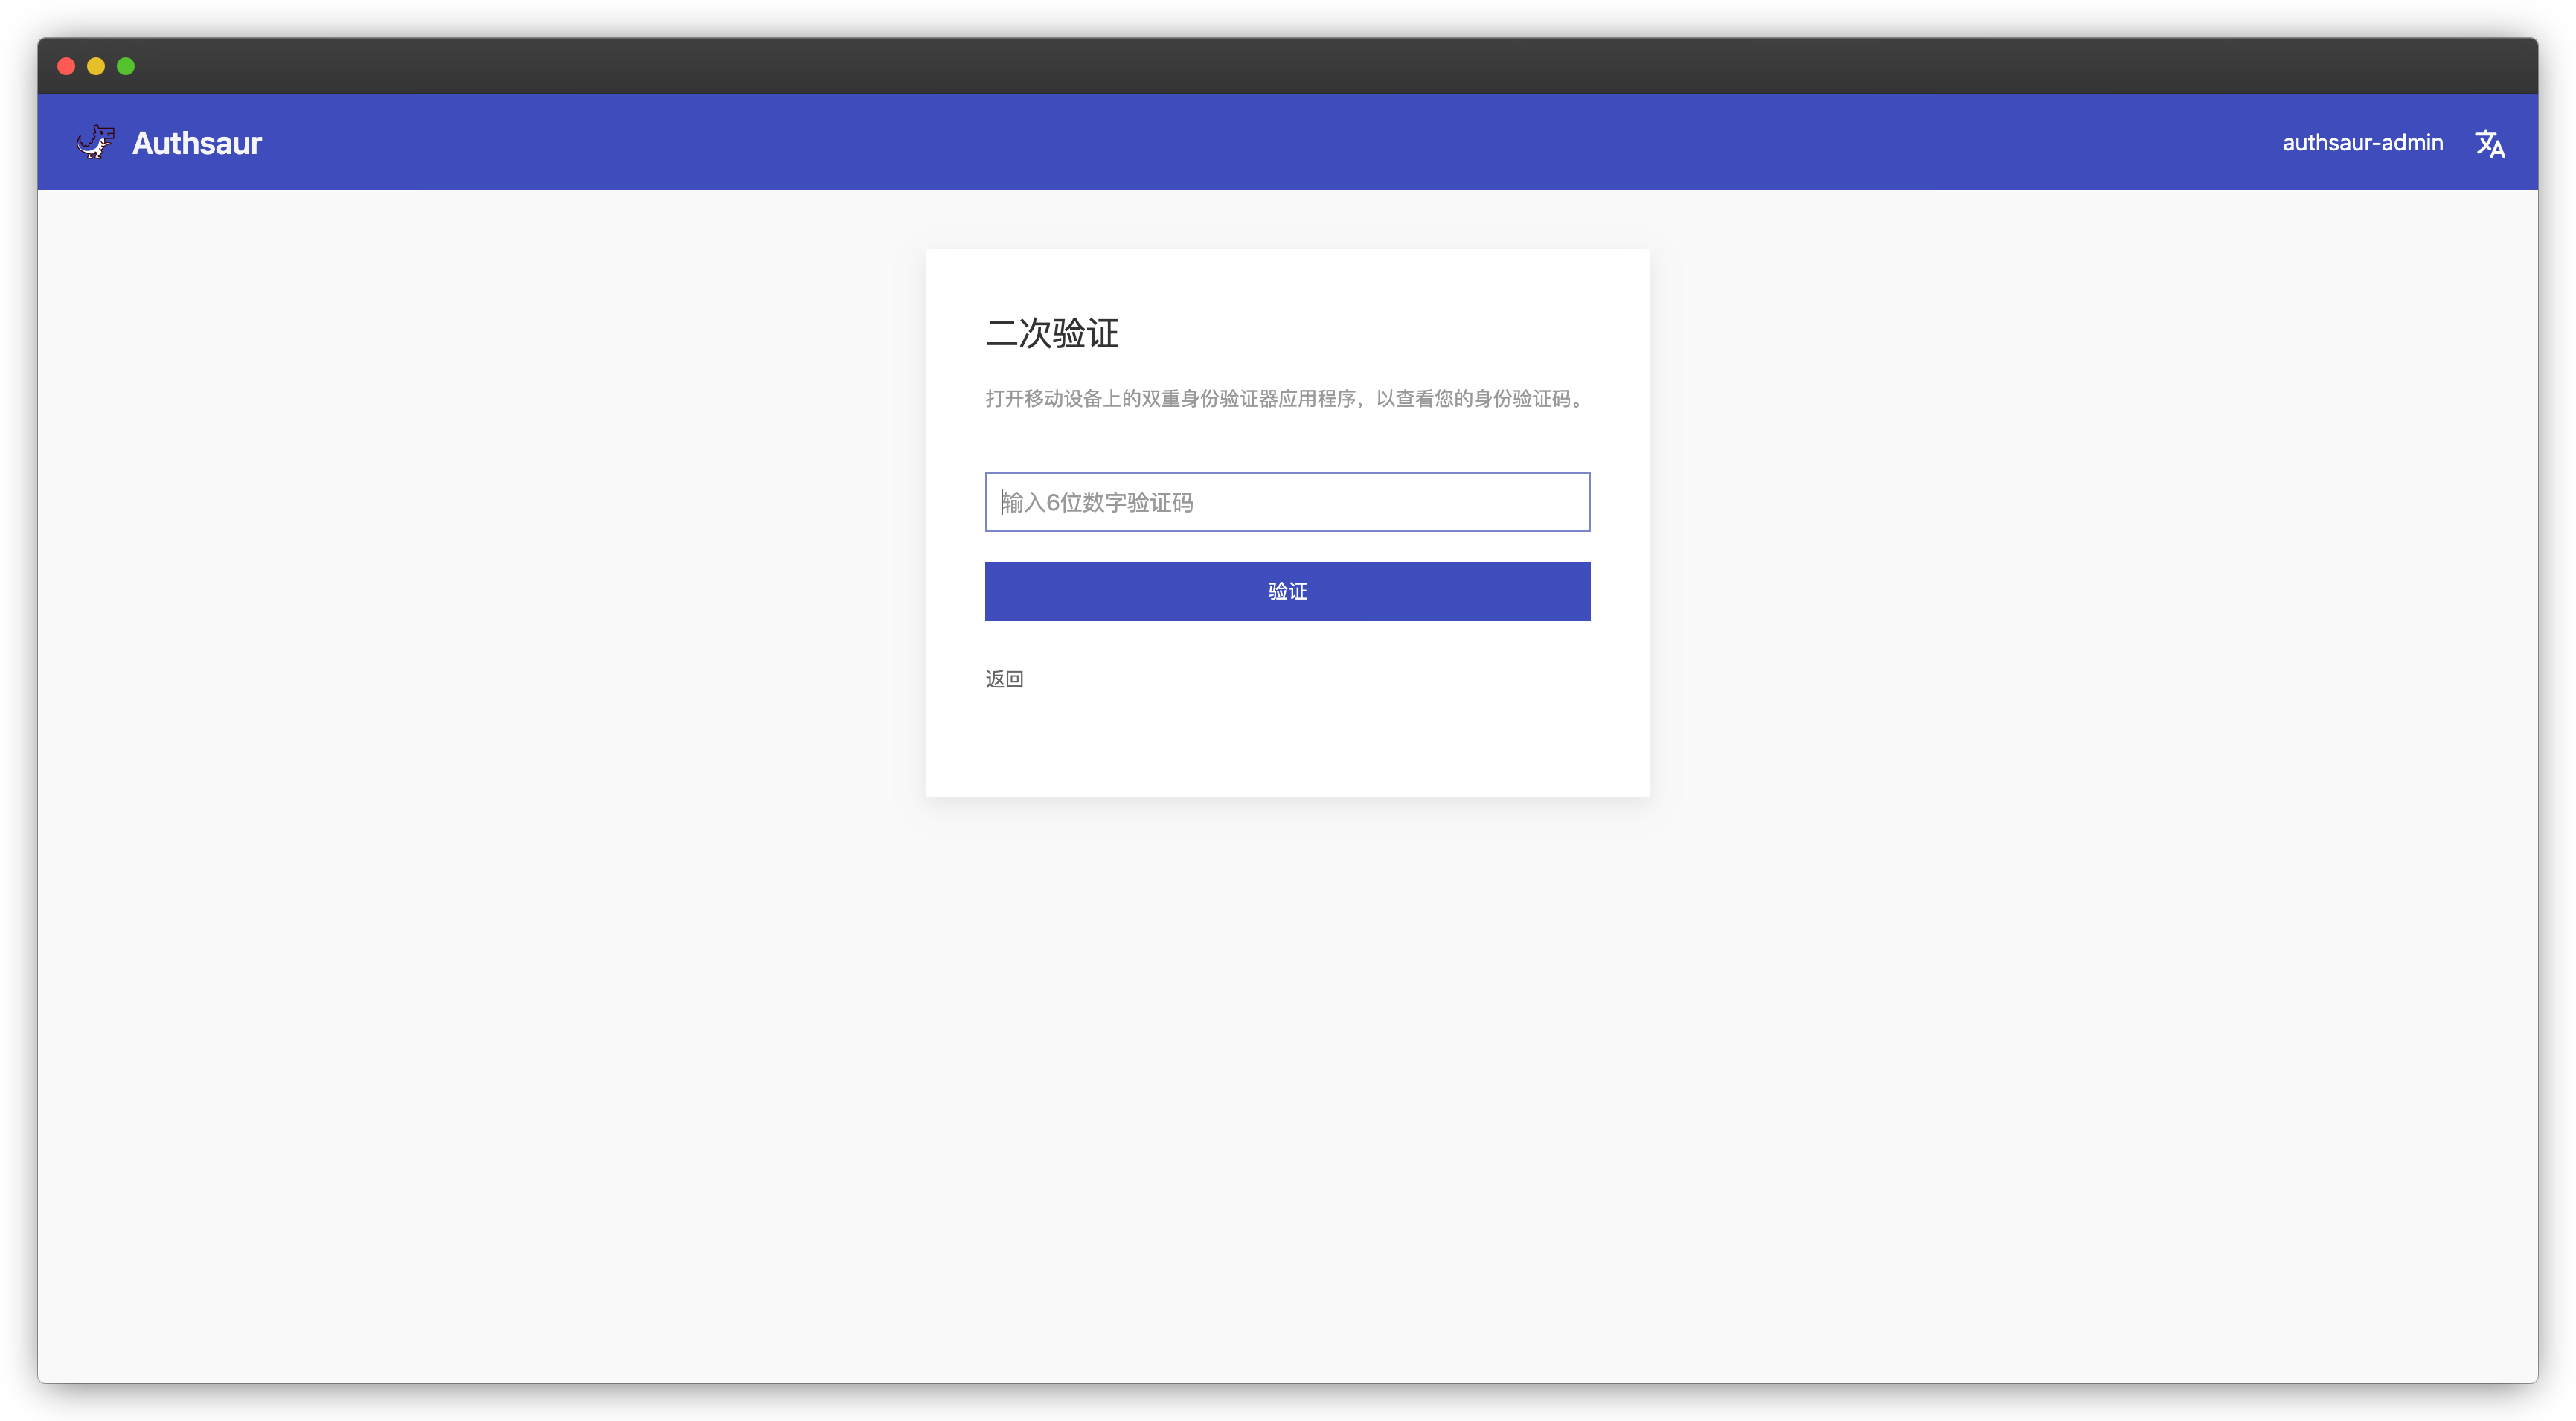 Authsaur
authsaur-admin
二次验证
打开移动设备上的双重身份验证器应用程序，以查看您的身份验证码。
输入6位数字验证码
验证
返回